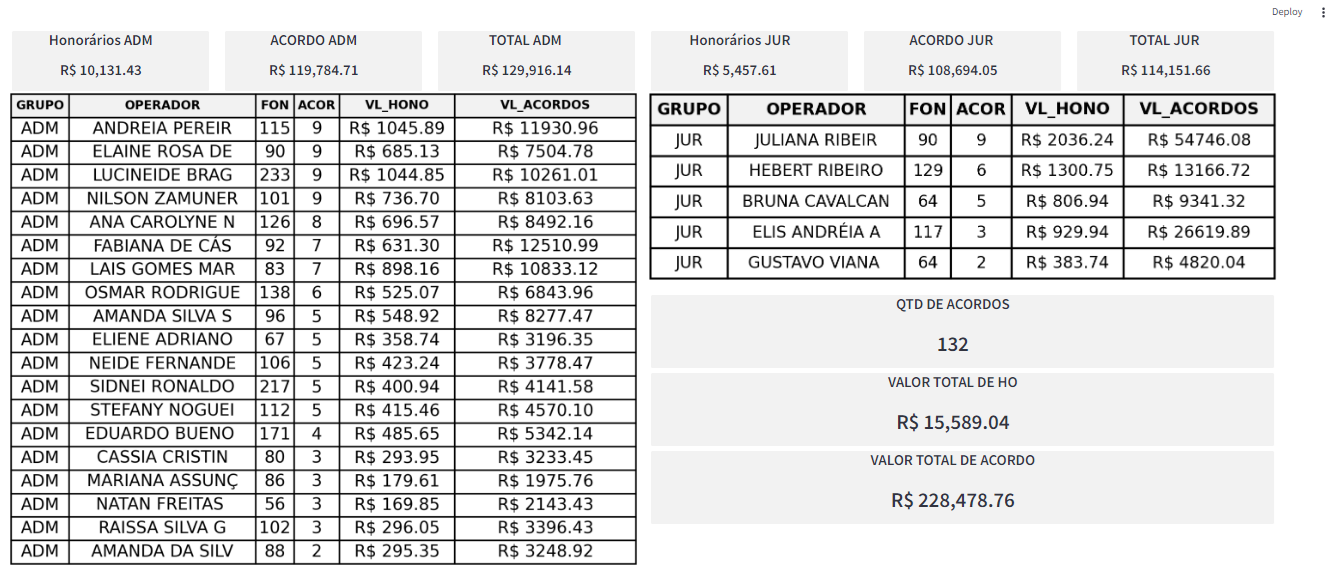 Deploy
Honorários ADM
R$ 10,131.43
ACORDO ADM
R$ 119,784.71
TOTAL ADM
R$ 129,916.14
Honorários JUR
R$ 5,457.61
ACORDO JUR
R$ 108,694.05
TOTAL JUR
R$ 114,151.66
GRUPO OPERADOR FON ACOR VL_HONO VL_ACORDOS
ADM ANDREIA PEREIR 115 9 R$ 1045.89 R$ 11930.96
ADM ELAINE ROSA DE 90 9 R$ 685.13 R$ 7504.78
ADM LUCINEIDE BRAG 233 9 R$ 1044.85 R$ 10261.01
ADM NILSON ZAMUNER 101 9 R$ 736.70 R$ 8103.63
ADM ANA CAROLYNE N 126 8 R$ 696.57 R$ 8492.16
ADM FABIANA DE CÁS 92 7 R$ 631.30 R$ 12510.99
ADM LAIS GOMES MAR 83 7 R$ 898.16 R$ 10833.12
ADM OSMAR RODRIGUE 138 6 R$ 525.07 R$ 6843.96
ADM AMANDA SILVA S 96 5 R$ 548.92 R$ 8277.47
ADM ELIENE ADRIANO 67 5 R$ 358.74 R$ 3196.35
ADM NEIDE FERNANDE 106 5 R$ 423.24 R$ 3778.47
ADM SIDNEI RONALDO 217 5 R$ 400.94 R$ 4141.58
ADM STEFANY NOGUEI 112 5 R$ 415.46 R$ 4570.10
ADM EDUARDO BUENO 171 4 R$ 485.65 R$ 5342.14
ADM CASSIA CRISTIN 80 3 R$ 293.95 R$ 3233.45
ADM MARIANA ASSUNÇ 86 3 R$ 179.61 R$ 1975.76
ADM NATAN FREITAS 56 3 R$ 169.85 R$ 2143.43
ADM RAISSA SILVA G 102 3 R$ 296.05 R$ 3396.43
ADM AMANDA DA SILV 88 2 R$ 295.35 R$ 3248.92
GRUPO OPERADOR FON ACOR VL_HONO VL_ACORDOS
JUR JULIANA RIBEIR 90 9 R$ 2036.24 R$ 54746.08
JUR HEBERT RIBEIRO 129 6 R$ 1300.75 R$ 13166.72
JUR BRUNA CAVALCAN 64 5 R$ 806.94 R$ 9341.32
JUR ELIS ANDRÉIA A 117 3 R$ 929.94 R$ 26619.89
JUR GUSTAVO VIANA 64 2 R$ 383.74 R$ 4820.04
QTD DE ACORDOS
132
VALOR TOTAL DE HO
R$ 15,589.04
VALOR TOTAL DE ACORDO
R$ 228,478.76